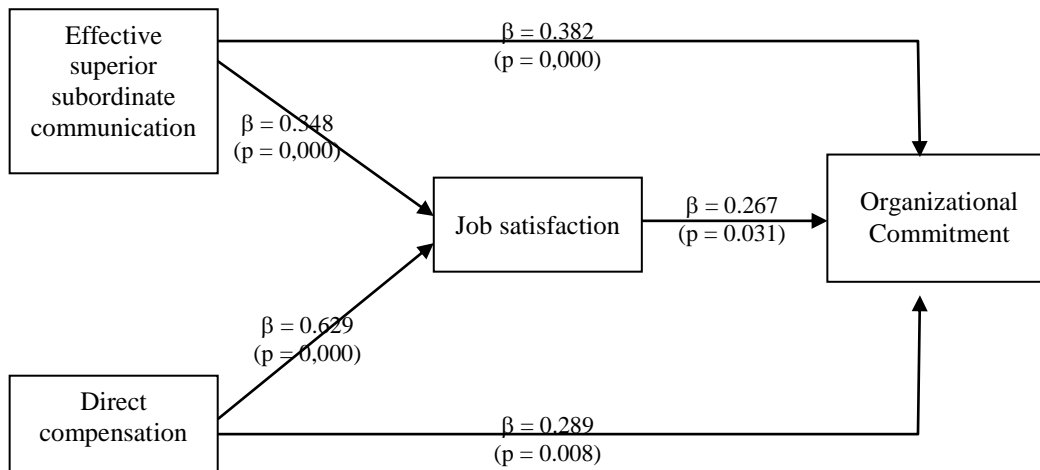 Effective
superior
subordinate
communication
β = 0.382
(p = 0,000)
β = 0.348
(p = 0,000)
Job satisfaction
β = 0.267
(p = 0.031)
Organizational
Commitment
β = 0.629
(p = 0,000)
Direct
compensation
β = 0.289
(p = 0.008)